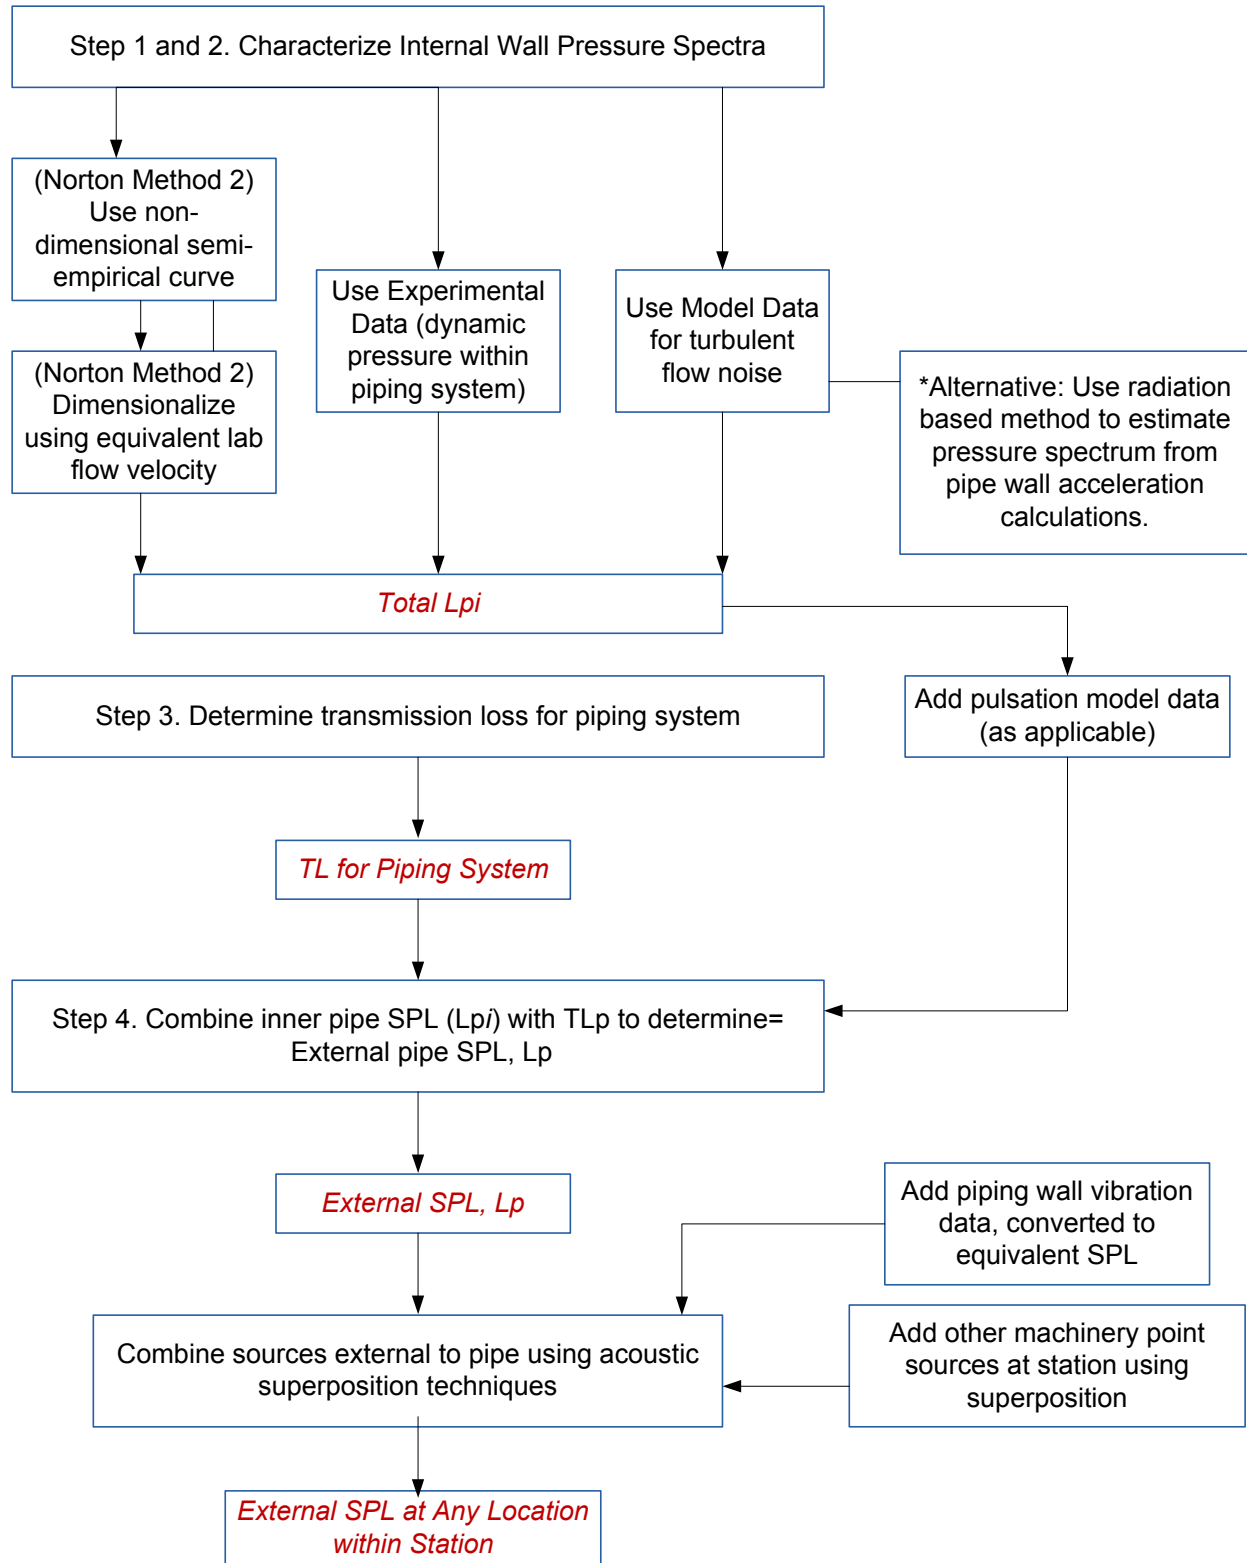 Step 1 and 2. Characterize Internal Wall Pressure Spectra
(Norton Method 2)
Use non-
dimensional semi-
empirical curve
(Norton Method 2)
Dimensionalize
using equivalent lab
flow velocity
Use Experimental
Data (dynamic
pressure within
piping system)
Use Model Data
for turbulent
flow noise
*Alternative: Use radiation
based method to estimate
pressure spectrum from
pipe wall acceleration
calculations.
Total Lpi
Step 3. Determine transmission loss for piping system
Add pulsation model data
(as applicable)
TL for Piping System
Step 4. Combine inner pipe SPL (Lpi) with TLp to determine=
External pipe SPL, Lp
External SPL, Lp
Add piping wall vibration
data, converted to
equivalent SPL
Combine sources external to pipe using acoustic
superposition techniques
Add other machinery point
sources at station using
superposition
External SPL at Any Location
within Station